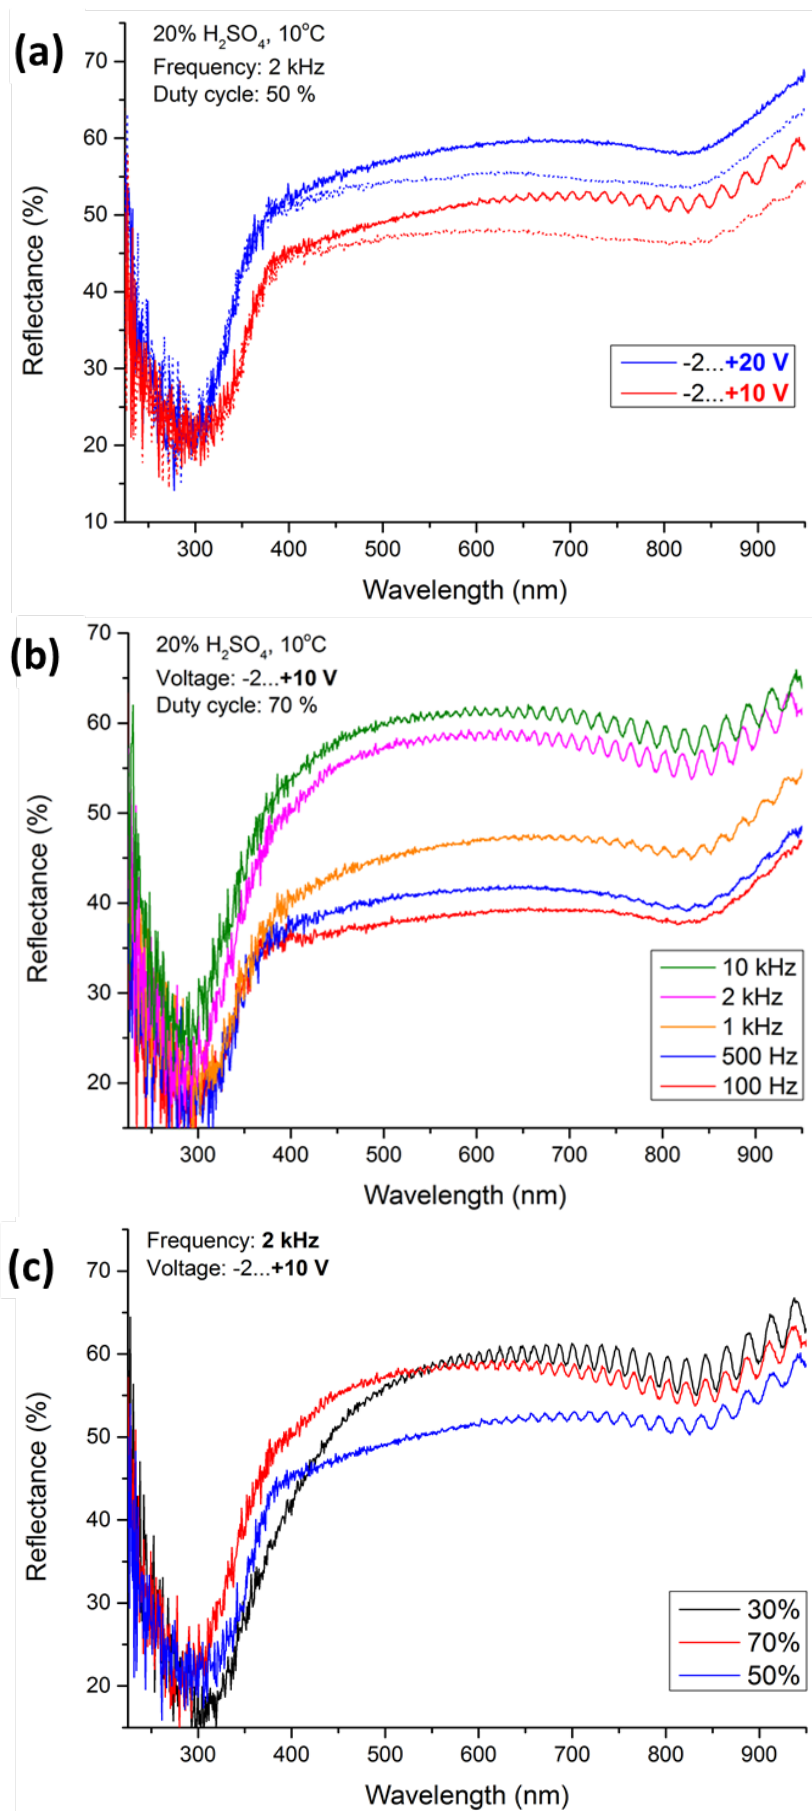 (a)
20% H₂SO₄, 10°C
Frequency: 2 kHz
Duty cycle: 50 %
70
60
50
40
30
20
10
Reflectance (%)
-2...+20 V
-2...+10 V
300 400 500 600 700 800 900
Wavelength (nm)
(b)
20% H₂SO₄, 10°C
Voltage: -2...+10 V
Duty cycle: 70 %
70
60
50
40
30
20
Reflectance (%)
10 kHz
2 kHz
1 kHz
500 Hz
100 Hz
300 400 500 600 700 800 900
Wavelength (nm)
(c)
Frequency: 2 kHz
Voltage: -2...+10 V
70
60
50
40
30
20
Reflectance (%)
30%
70%
50%
300 400 500 600 700 800 900
Wavelength (nm)